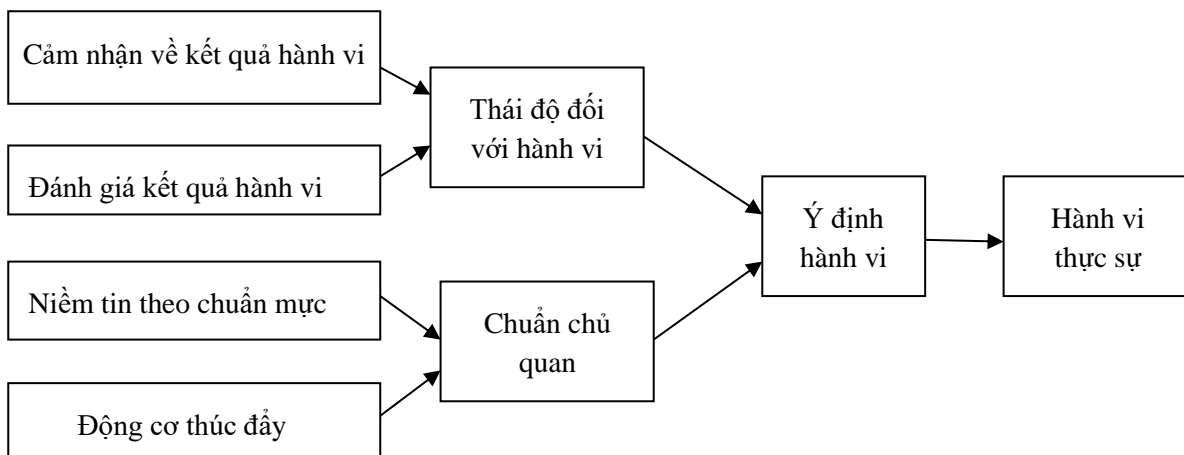 Cảm nhận về kết quả hành vi
Đánh giá kết quả hành vi
Niềm tin theo chuẩn mực
Động cơ thúc đẩy
Thái độ đối
với hành vi
Chuẩn chủ
quan
Ý định
hành vi
Hành vi
thực sự